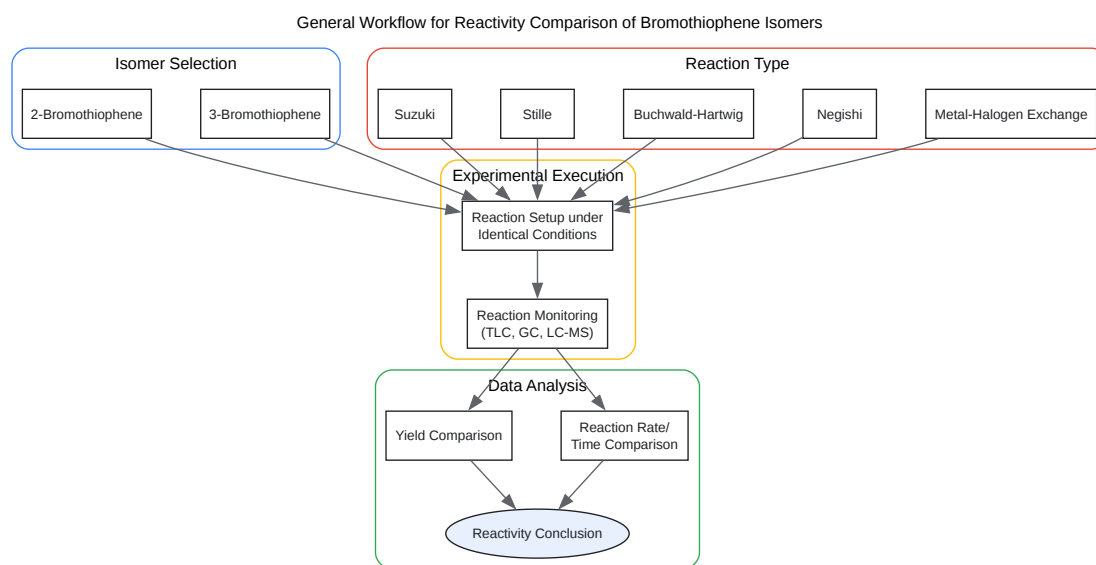 General Workflow for Reactivity Comparison of Bromothiophene Isomers
Isomer Selection
Reaction Type
2-Bromothiophene
3-Bromothiophene
Suzuki
Stille
Buchwald-Hartwig
Negishi
Metal-Halogen Exchange
Experimental Execution
Reaction Setup under
Identical Conditions
Reaction Monitoring
(TLC, GC, LC-MS)
Data Analysis
Yield Comparison
Reaction Rate/
Time Comparison
Reactivity Conclusion